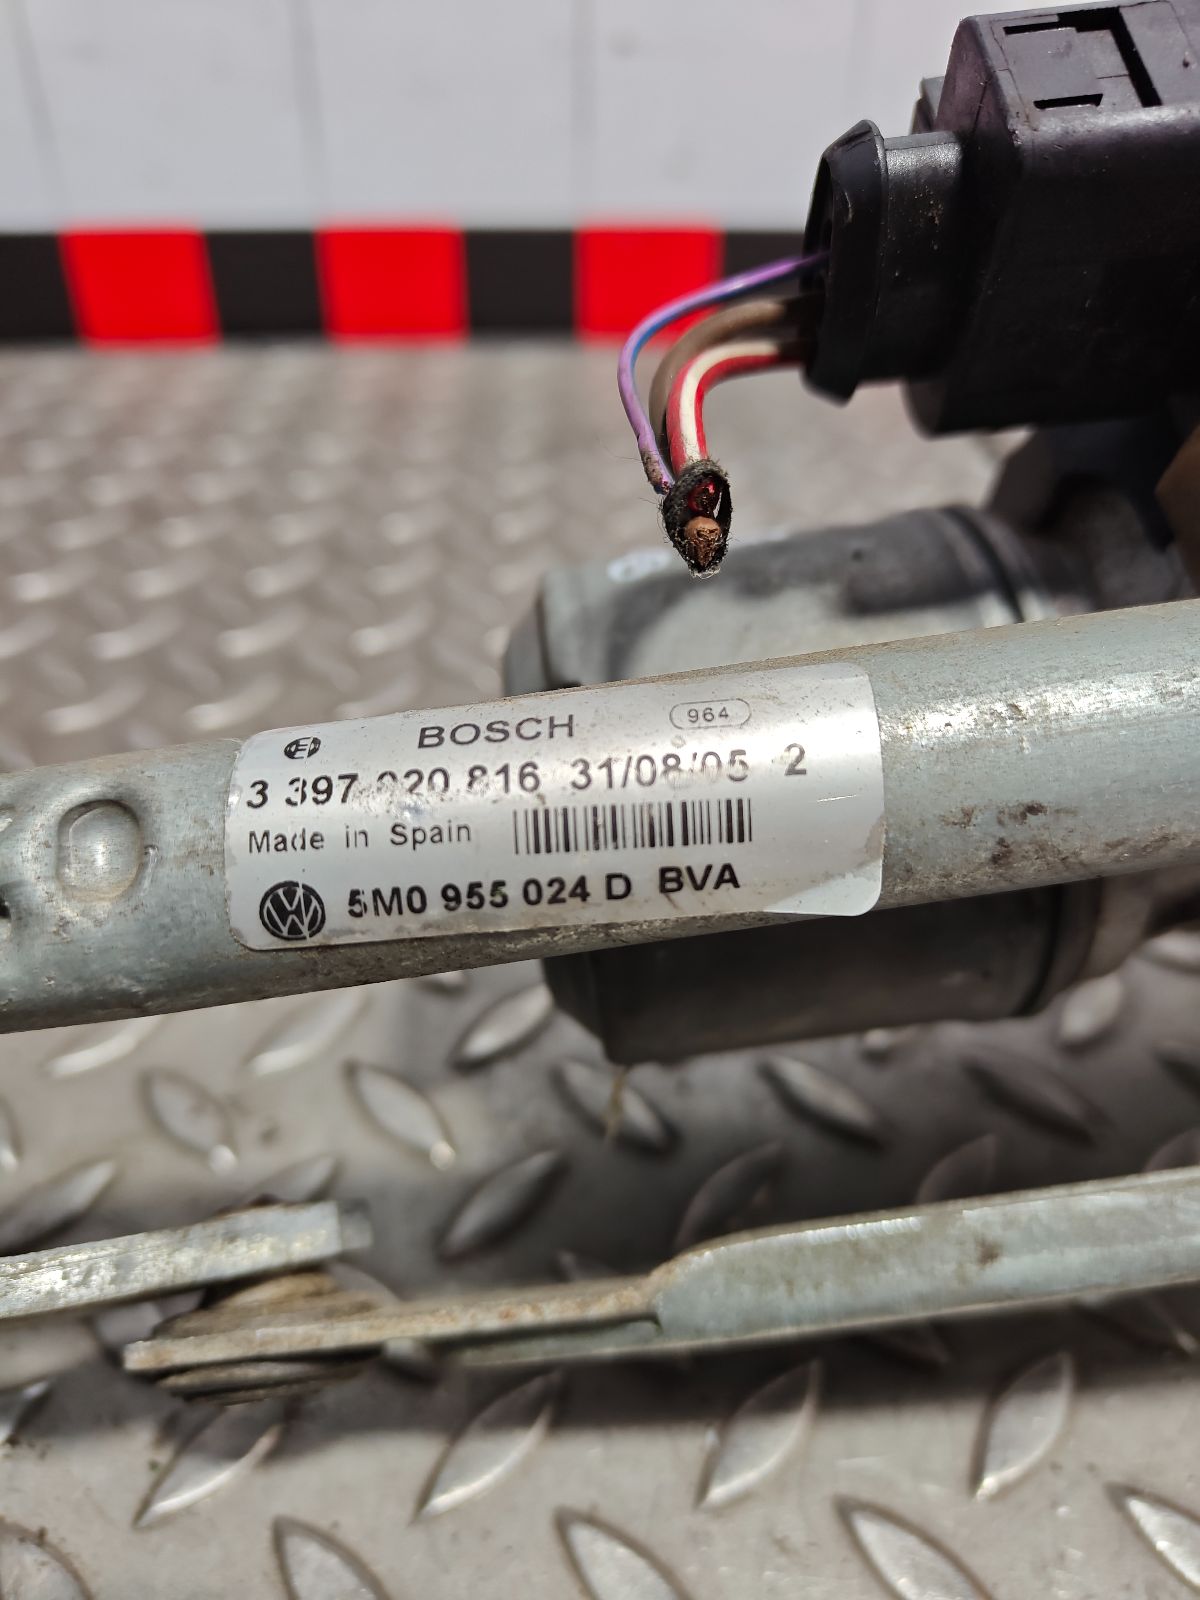 BOSCH 964
3 397 020 816 31/08/05 2
Made in Spain
5M0 955 024 D BVA